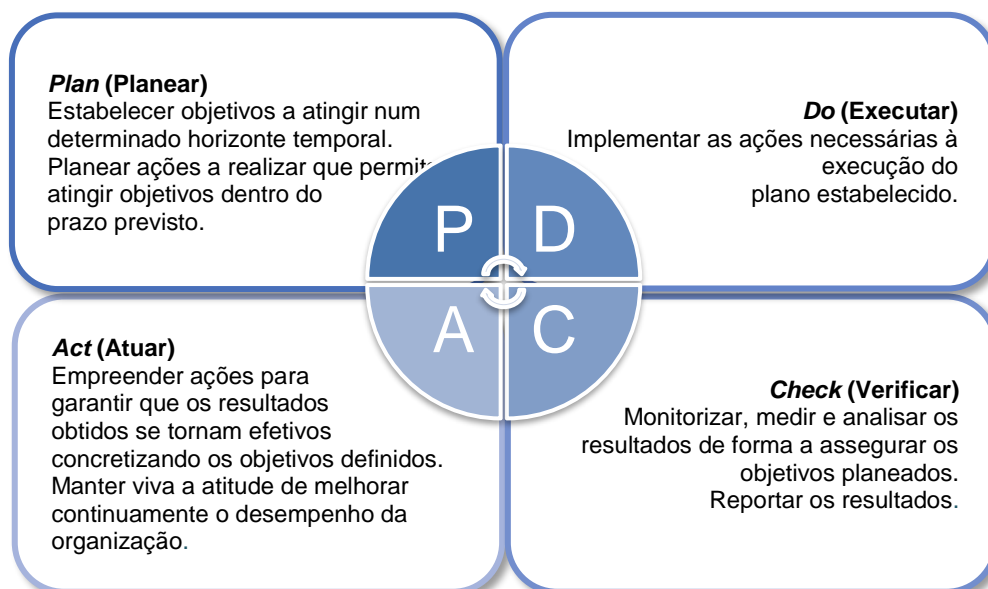 Plan (Planear)
Estabelecer objetivos a atingir num
determinado horizonte temporal.
Planear ações a realizar que permit
atingir objetivos dentro do
prazo previsto.
Do (Executar)
Implementar as ações necessárias à
execução do
plano estabelecido.
P
D
A
C
Act (Atuar)
Empreender ações para
garantir que os resultados
obtidos se tornam efetivos
concretizando os objetivos definidos.
Manter viva a atitude de melhorar
continuamente o desempenho da
organização.
Check (Verificar)
Monitorizar, medir e analisar os
resultados de forma a assegurar os
objetivos planeados.
Reportar os resultados.